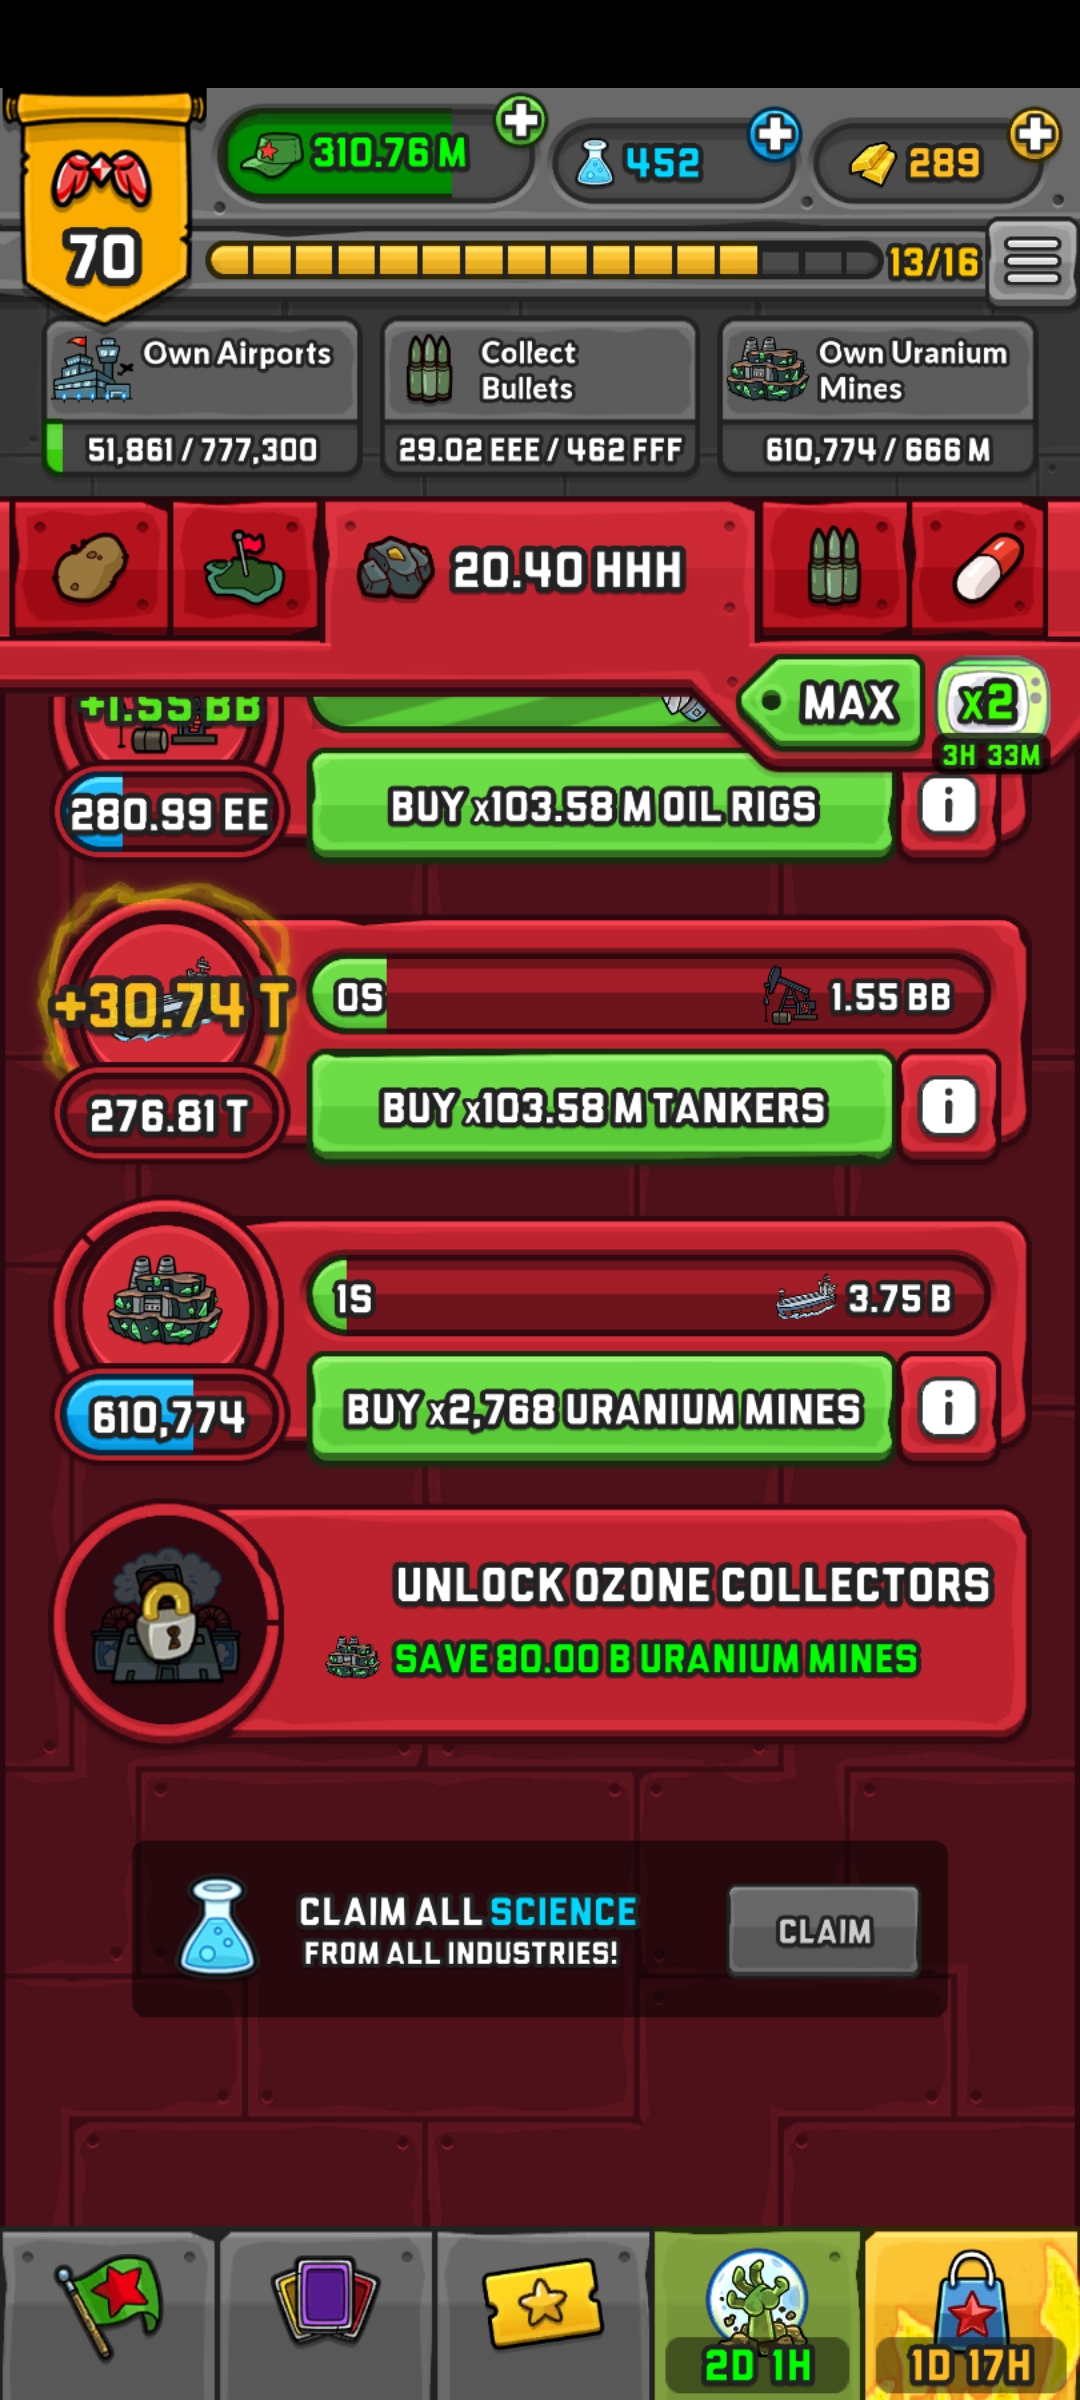 310.76 M
452
289
70
13/16
Own Airports
51,861 / 777,300
Collect
Bullets
29.02 EEE / 462 FFF
Own Uranium
Mines
610,774 / 666 M
20.40 HHH
MAX
x2
3H 33M
+1.55 BB
280.99 EE
BUY x103.58 M OIL RIGS
i
+30.74 T
0S
1.55 BB
276.81 T
BUY x103.58 M TANKERS
i
1S
3.75 B
610,774
BUY x2,768 URANIUM MINES
i
UNLOCK OZONE COLLECTORS
SAVE 80.00 B URANIUM MINES
CLAIM ALL SCIENCE
FROM ALL INDUSTRIES!
CLAIM
2D 1H
1D 17H